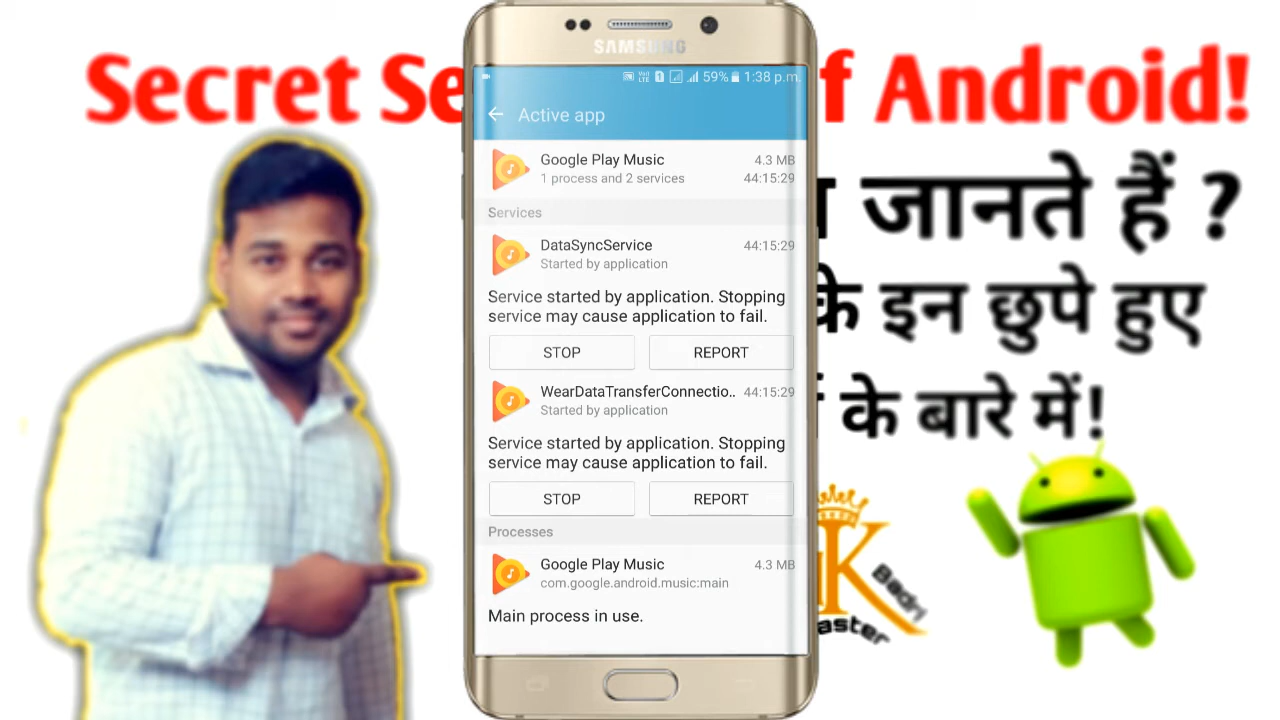 Secret Se f Android!
जानते हैं ?
के इन छुपे हुए
के बारे में!
SAMSUNG
59% 1:38 p.m.
Active app
Google Play Music 4.3 MB
1 process and 2 services 44:15:29
Services
DataSyncService 44:15:29
Started by application
Service started by application. Stopping
service may cause application to fail.
STOP REPORT
WearDataTransferConnectio.. 44:15:29
Started by application
Service started by application. Stopping
service may cause application to fail.
STOP REPORT
Processes
Google Play Music 4.3 MB
com.google.android.music:main
Main process in use.
K
Badri
aster